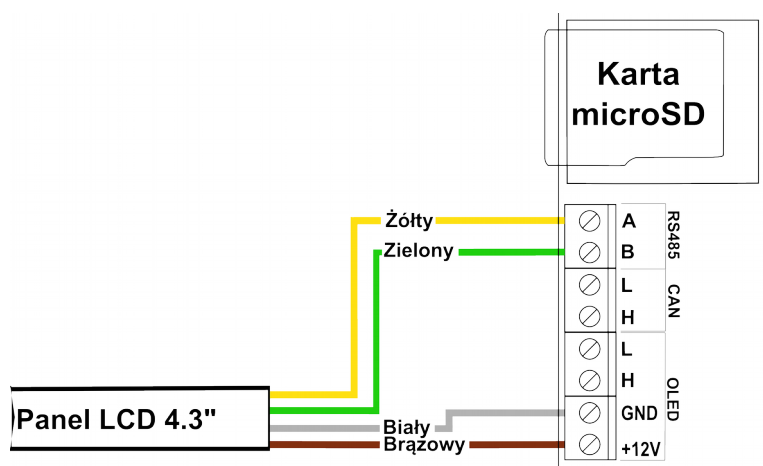 Karta
microSD
Żółty
A
RS485
Zielony
B
L
CAN
H
L
OLED
H
Panel LCD 4.3"
Biały
GND
Brązowy
+12V